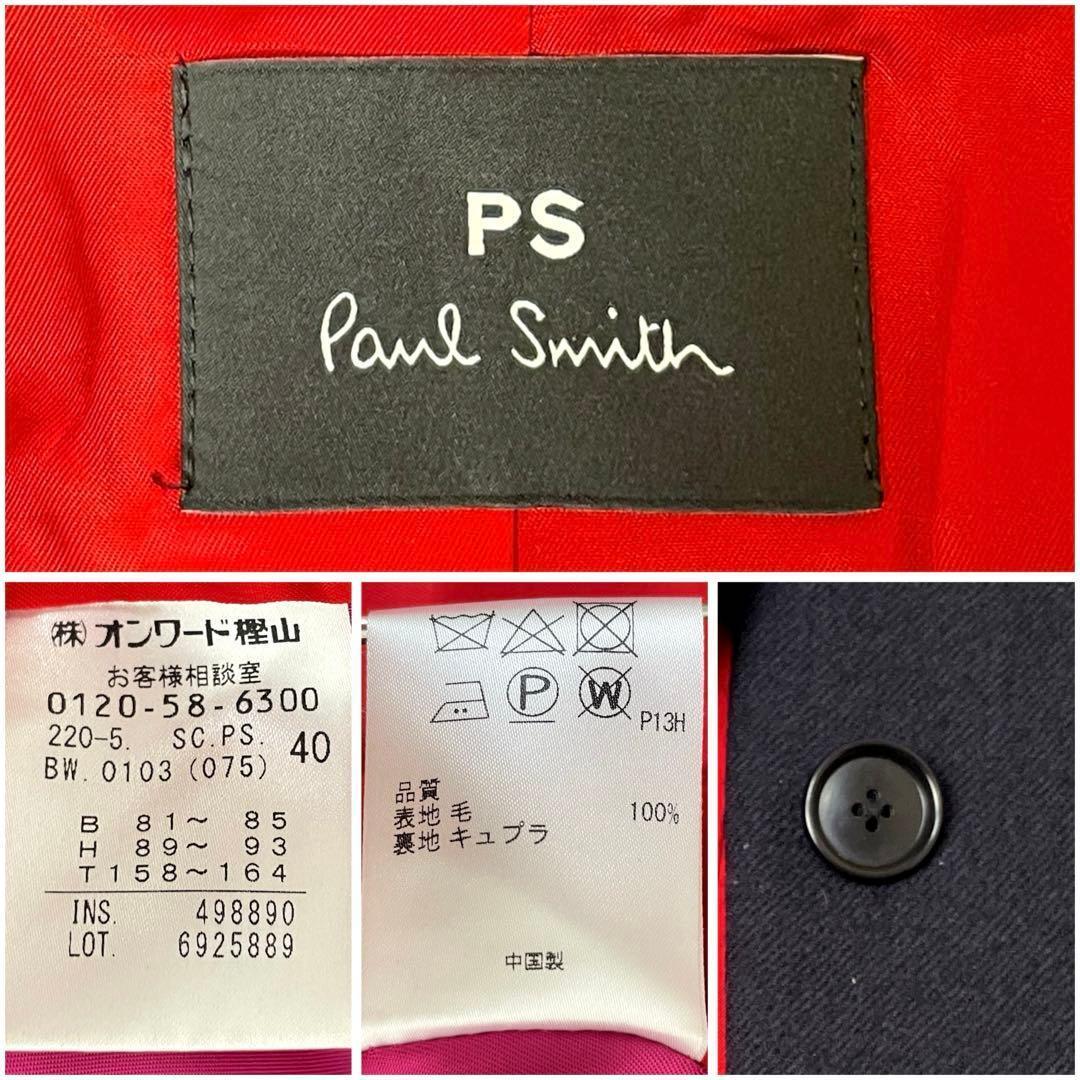 PS
Paul Smith
㈱オンワード樫山
お客様相談室
0120-58-6300
220-5. SC.PS. 40
BW. 0103 (075)
B 81～ 85
H 89～ 93
T 158～164
INS. 498890
LOT. 6925889
P
W
P13H
品質
表地 毛 100%
裏地 キュプラ
中国製